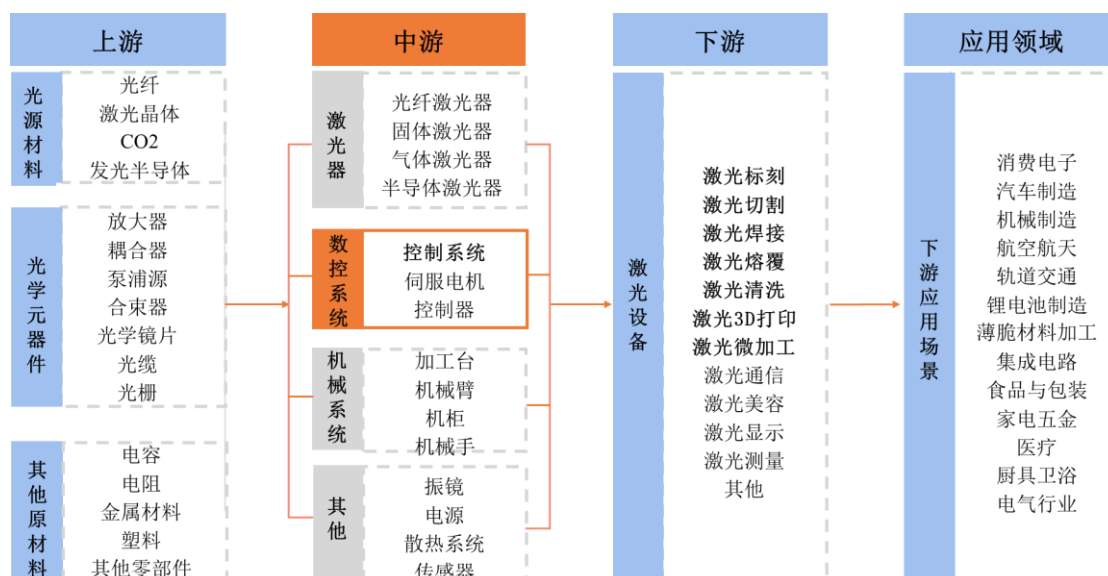 上游
光源材料
光纤
激光晶体
CO2
发光半导体
光学元器件
放大器
耦合器
泵浦源
合束器
光学镜片
光缆
光栅
其他原材料
电容
电阻
金属材料
塑料
其他零部件
中游
激光器
光纤激光器
固体激光器
气体激光器
半导体激光器
数控系统
控制系统
伺服电机
控制器
机械系统
加工台
机械臂
机柜
机械手
其他
振镜
电源
散热系统
传感器
下游
激光设备
激光标刻
激光切割
激光焊接
激光熔覆
激光清洗
激光3D打印
激光微加工
激光通信
激光美容
激光显示
激光测量
其他
应用领域
下游应用场景
消费电子
汽车制造
机械制造
航空航天
轨道交通
锂电池制造
薄脆材料加工
集成电路
食品与包装
家电五金
医疗
厨具卫浴
电气行业